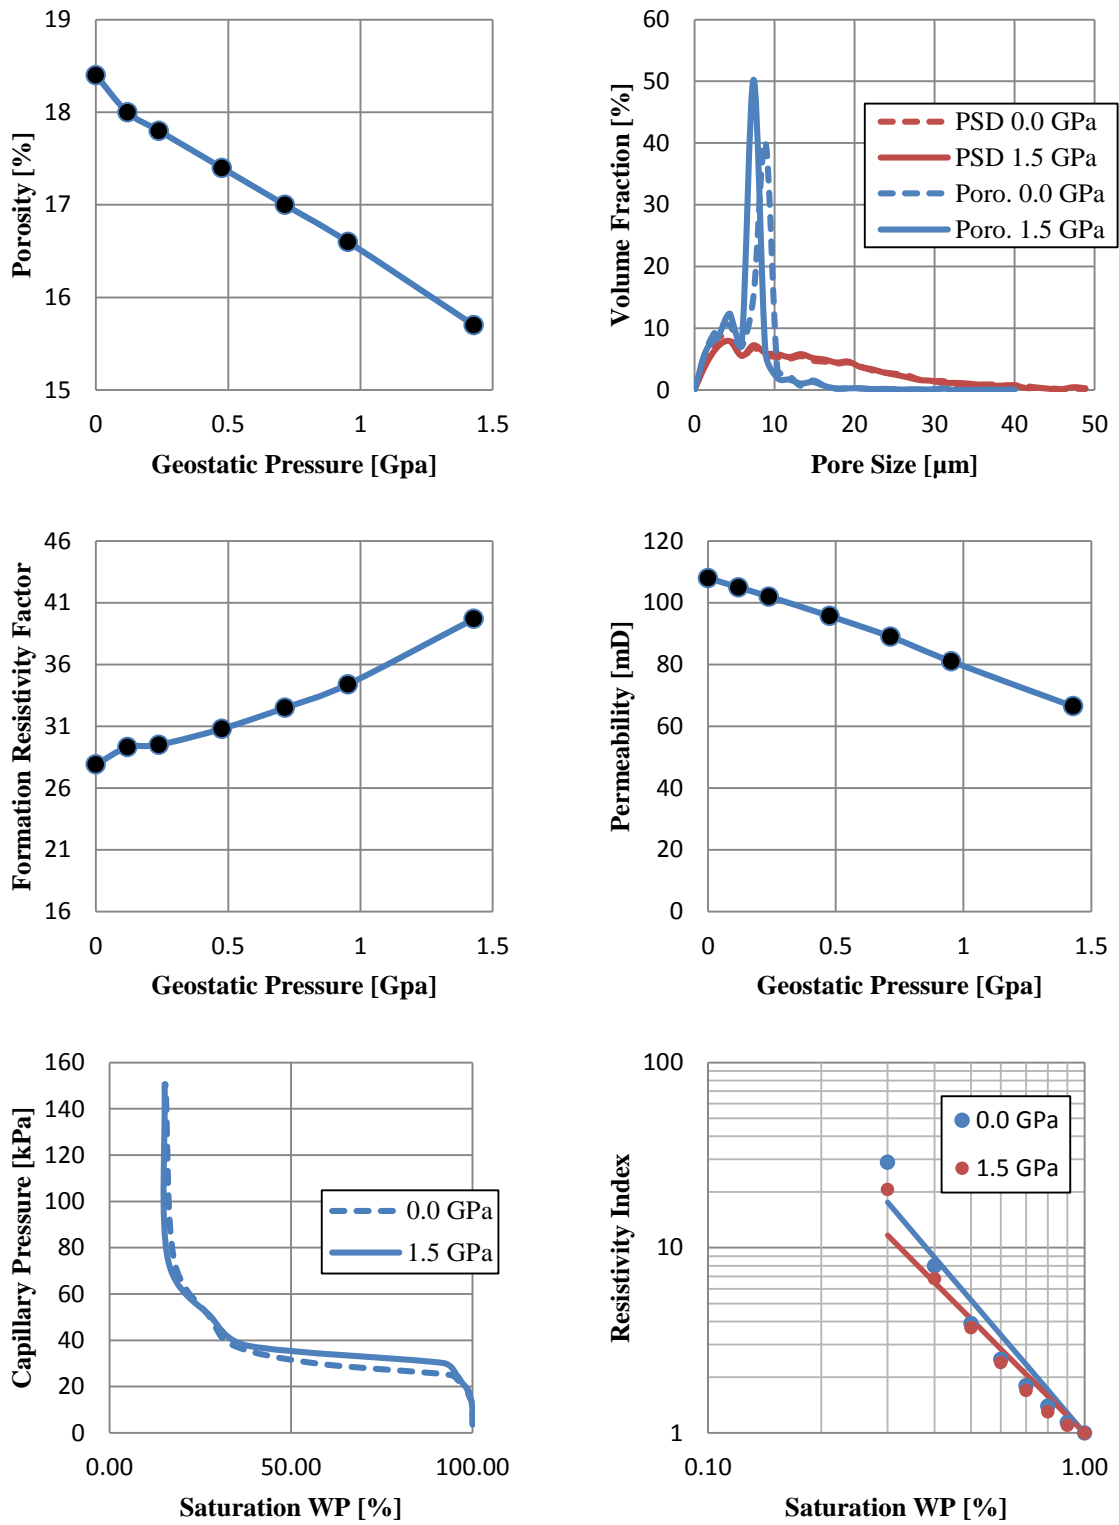 19
18
17
16
15
Porosity [%]
0 0.5 1 1.5
Geostatic Pressure [Gpa]
60
50
40
30
20
10
0
Volume Fraction [%]
PSD 0.0 GPa
PSD 1.5 GPa
Poro. 0.0 GPa
Poro. 1.5 GPa
0 10 20 30 40 50
Pore Size [µm]
46
41
36
31
26
21
16
Formation Resistivity Factor
0 0.5 1 1.5
Geostatic Pressure [Gpa]
120
100
80
60
40
20
0
Permeability [mD]
0 0.5 1 1.5
Geostatic Pressure [Gpa]
160
140
120
100
80
60
40
20
0
Capillary Pressure [kPa]
0.0 GPa
1.5 GPa
0.00 50.00 100.00
Saturation WP [%]
100
10
1
Resistivity Index
0.0 GPa
1.5 GPa
0.10 1.00
Saturation WP [%]